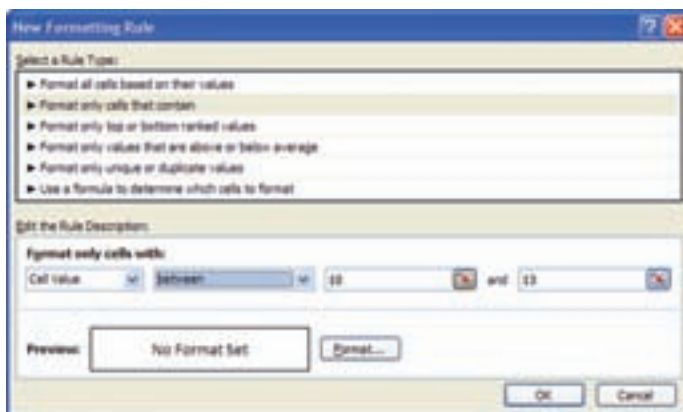 New Formatting Rule
Select a Rule Type:
► Format all cells based on their values
► Format only cells that contain
► Format only top or bottom ranked values
► Format only values that are above or below average
► Format only unique or duplicate values
► Use a formula to determine which cells to format
Edit the Rule Description:
Format only cells with:
Cell Value between 10 and 13
Preview: No Format Set Format...
OK Cancel